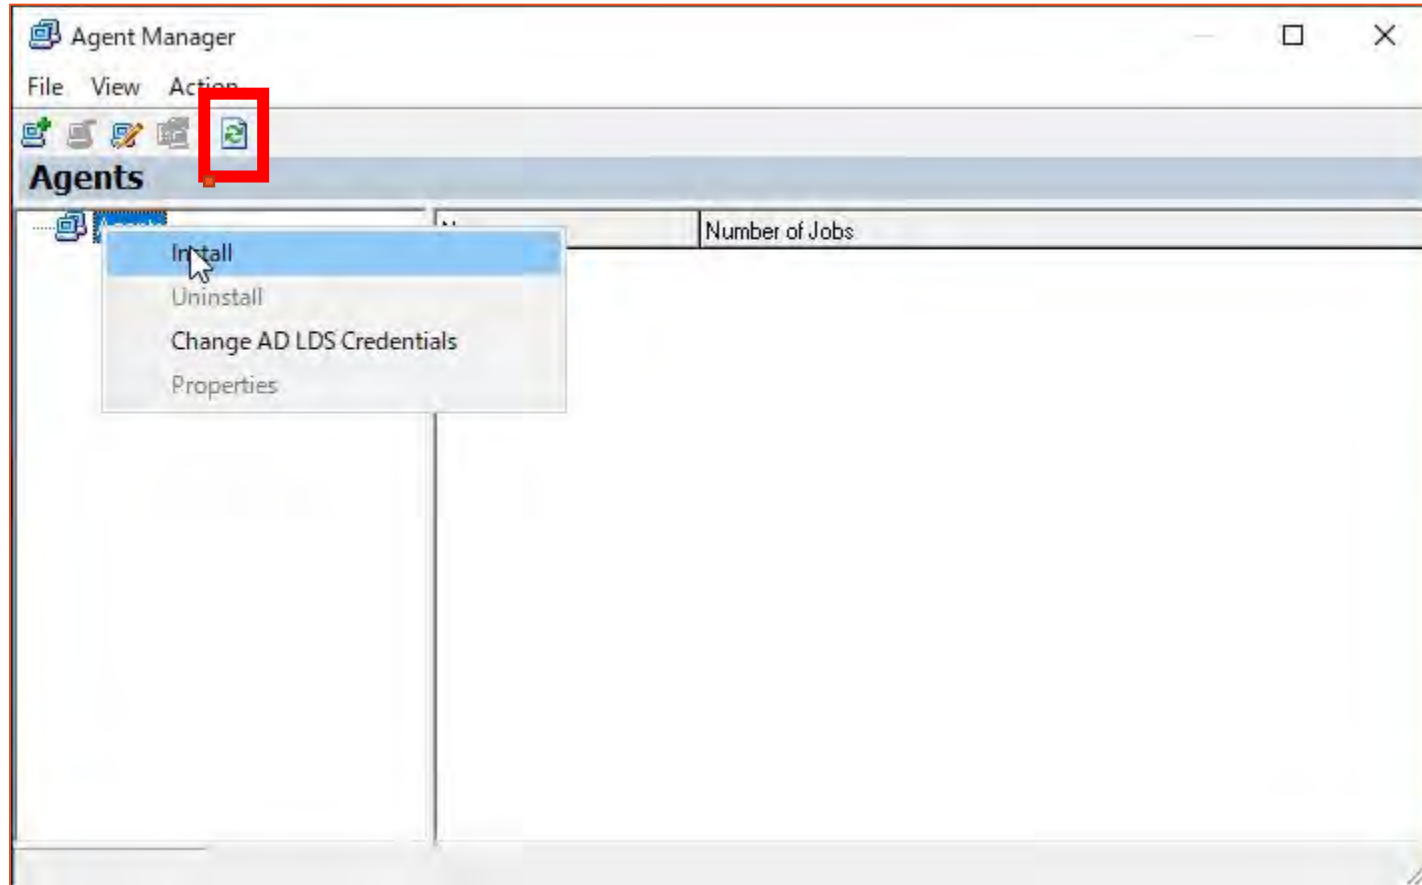 Agent Manager
File View Action
Agents
Number of Jobs
Install
Uninstall
Change AD LDS Credentials
Properties